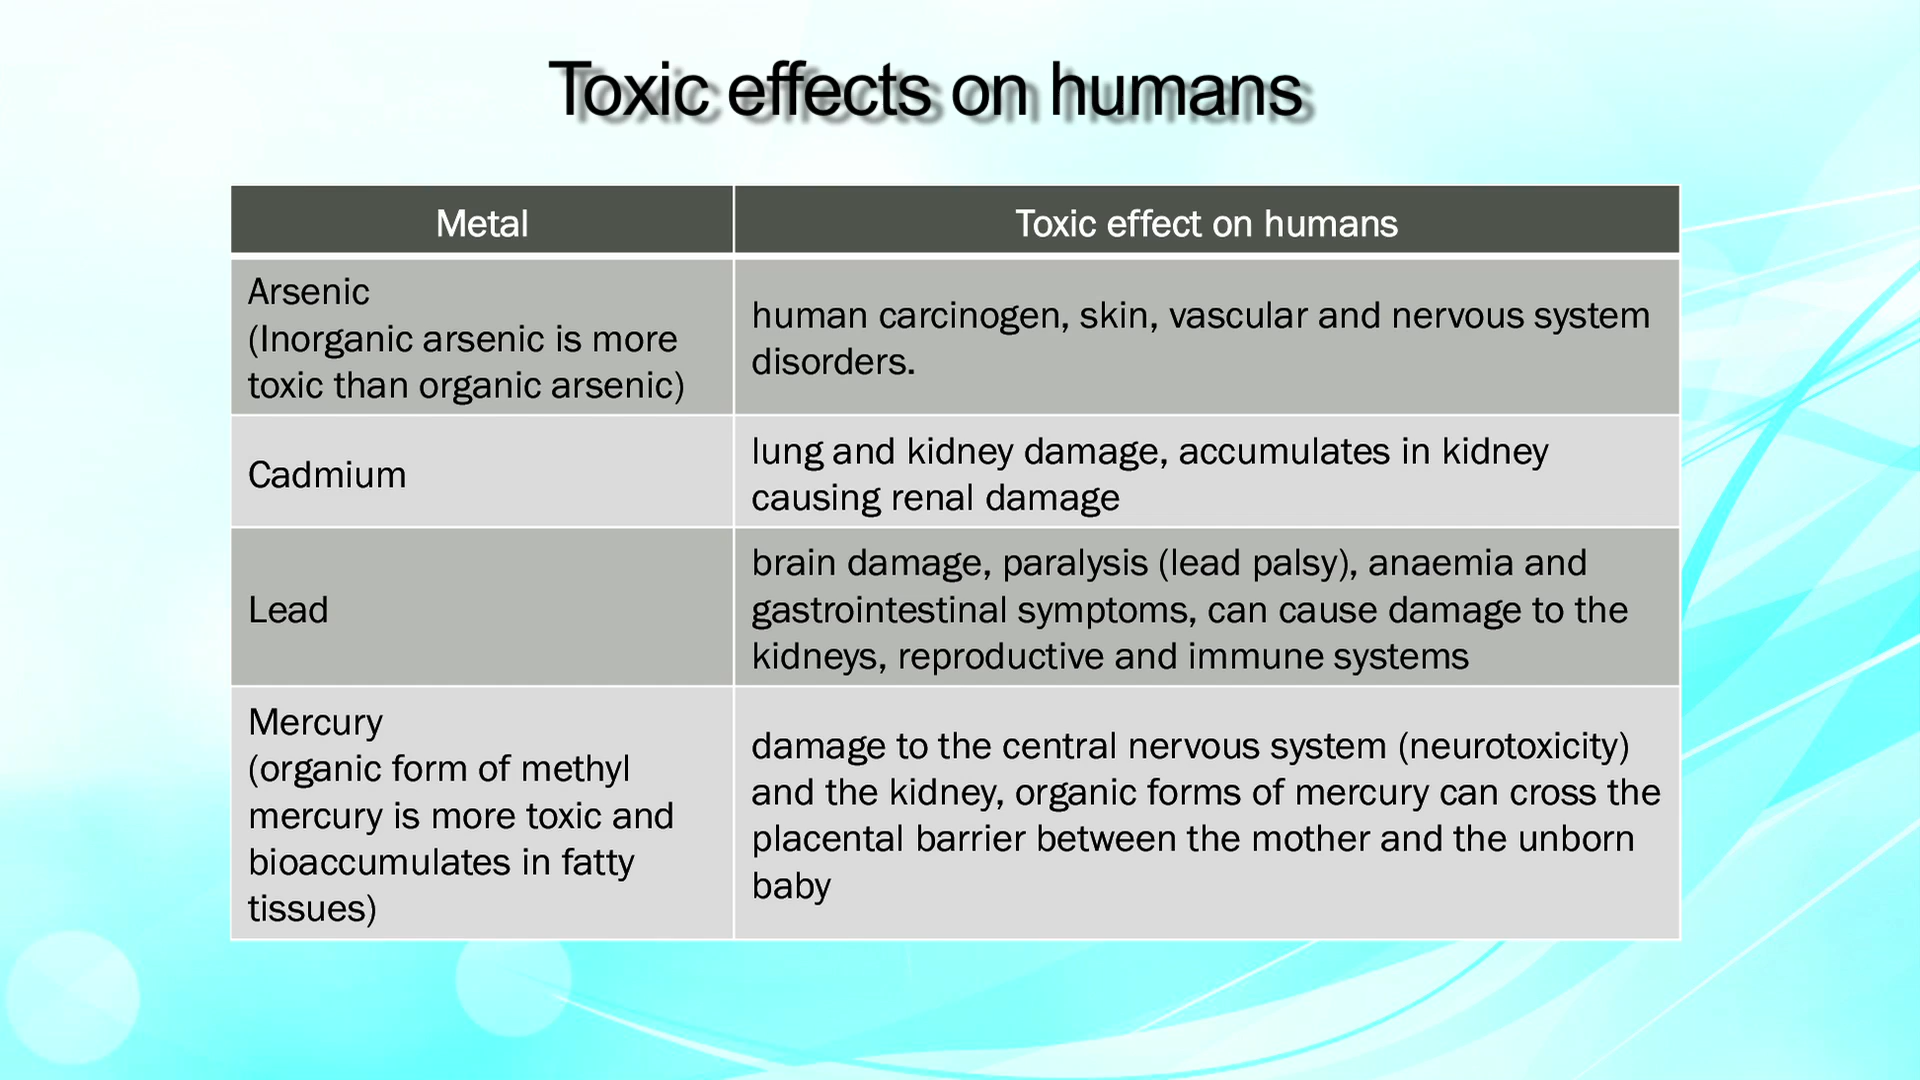 Toxic effects on humans
Metal
Toxic effect on humans
Arsenic
(Inorganic arsenic is more
toxic than organic arsenic)
human carcinogen, skin, vascular and nervous system
disorders.
Cadmium
lung and kidney damage, accumulates in kidney
causing renal damage
Lead
brain damage, paralysis (lead palsy), anaemia and
gastrointestinal symptoms, can cause damage to the
kidneys, reproductive and immune systems
Mercury
(organic form of methyl
mercury is more toxic and
bioaccumulates in fatty
tissues)
damage to the central nervous system (neurotoxicity)
and the kidney, organic forms of mercury can cross the
placental barrier between the mother and the unborn
baby